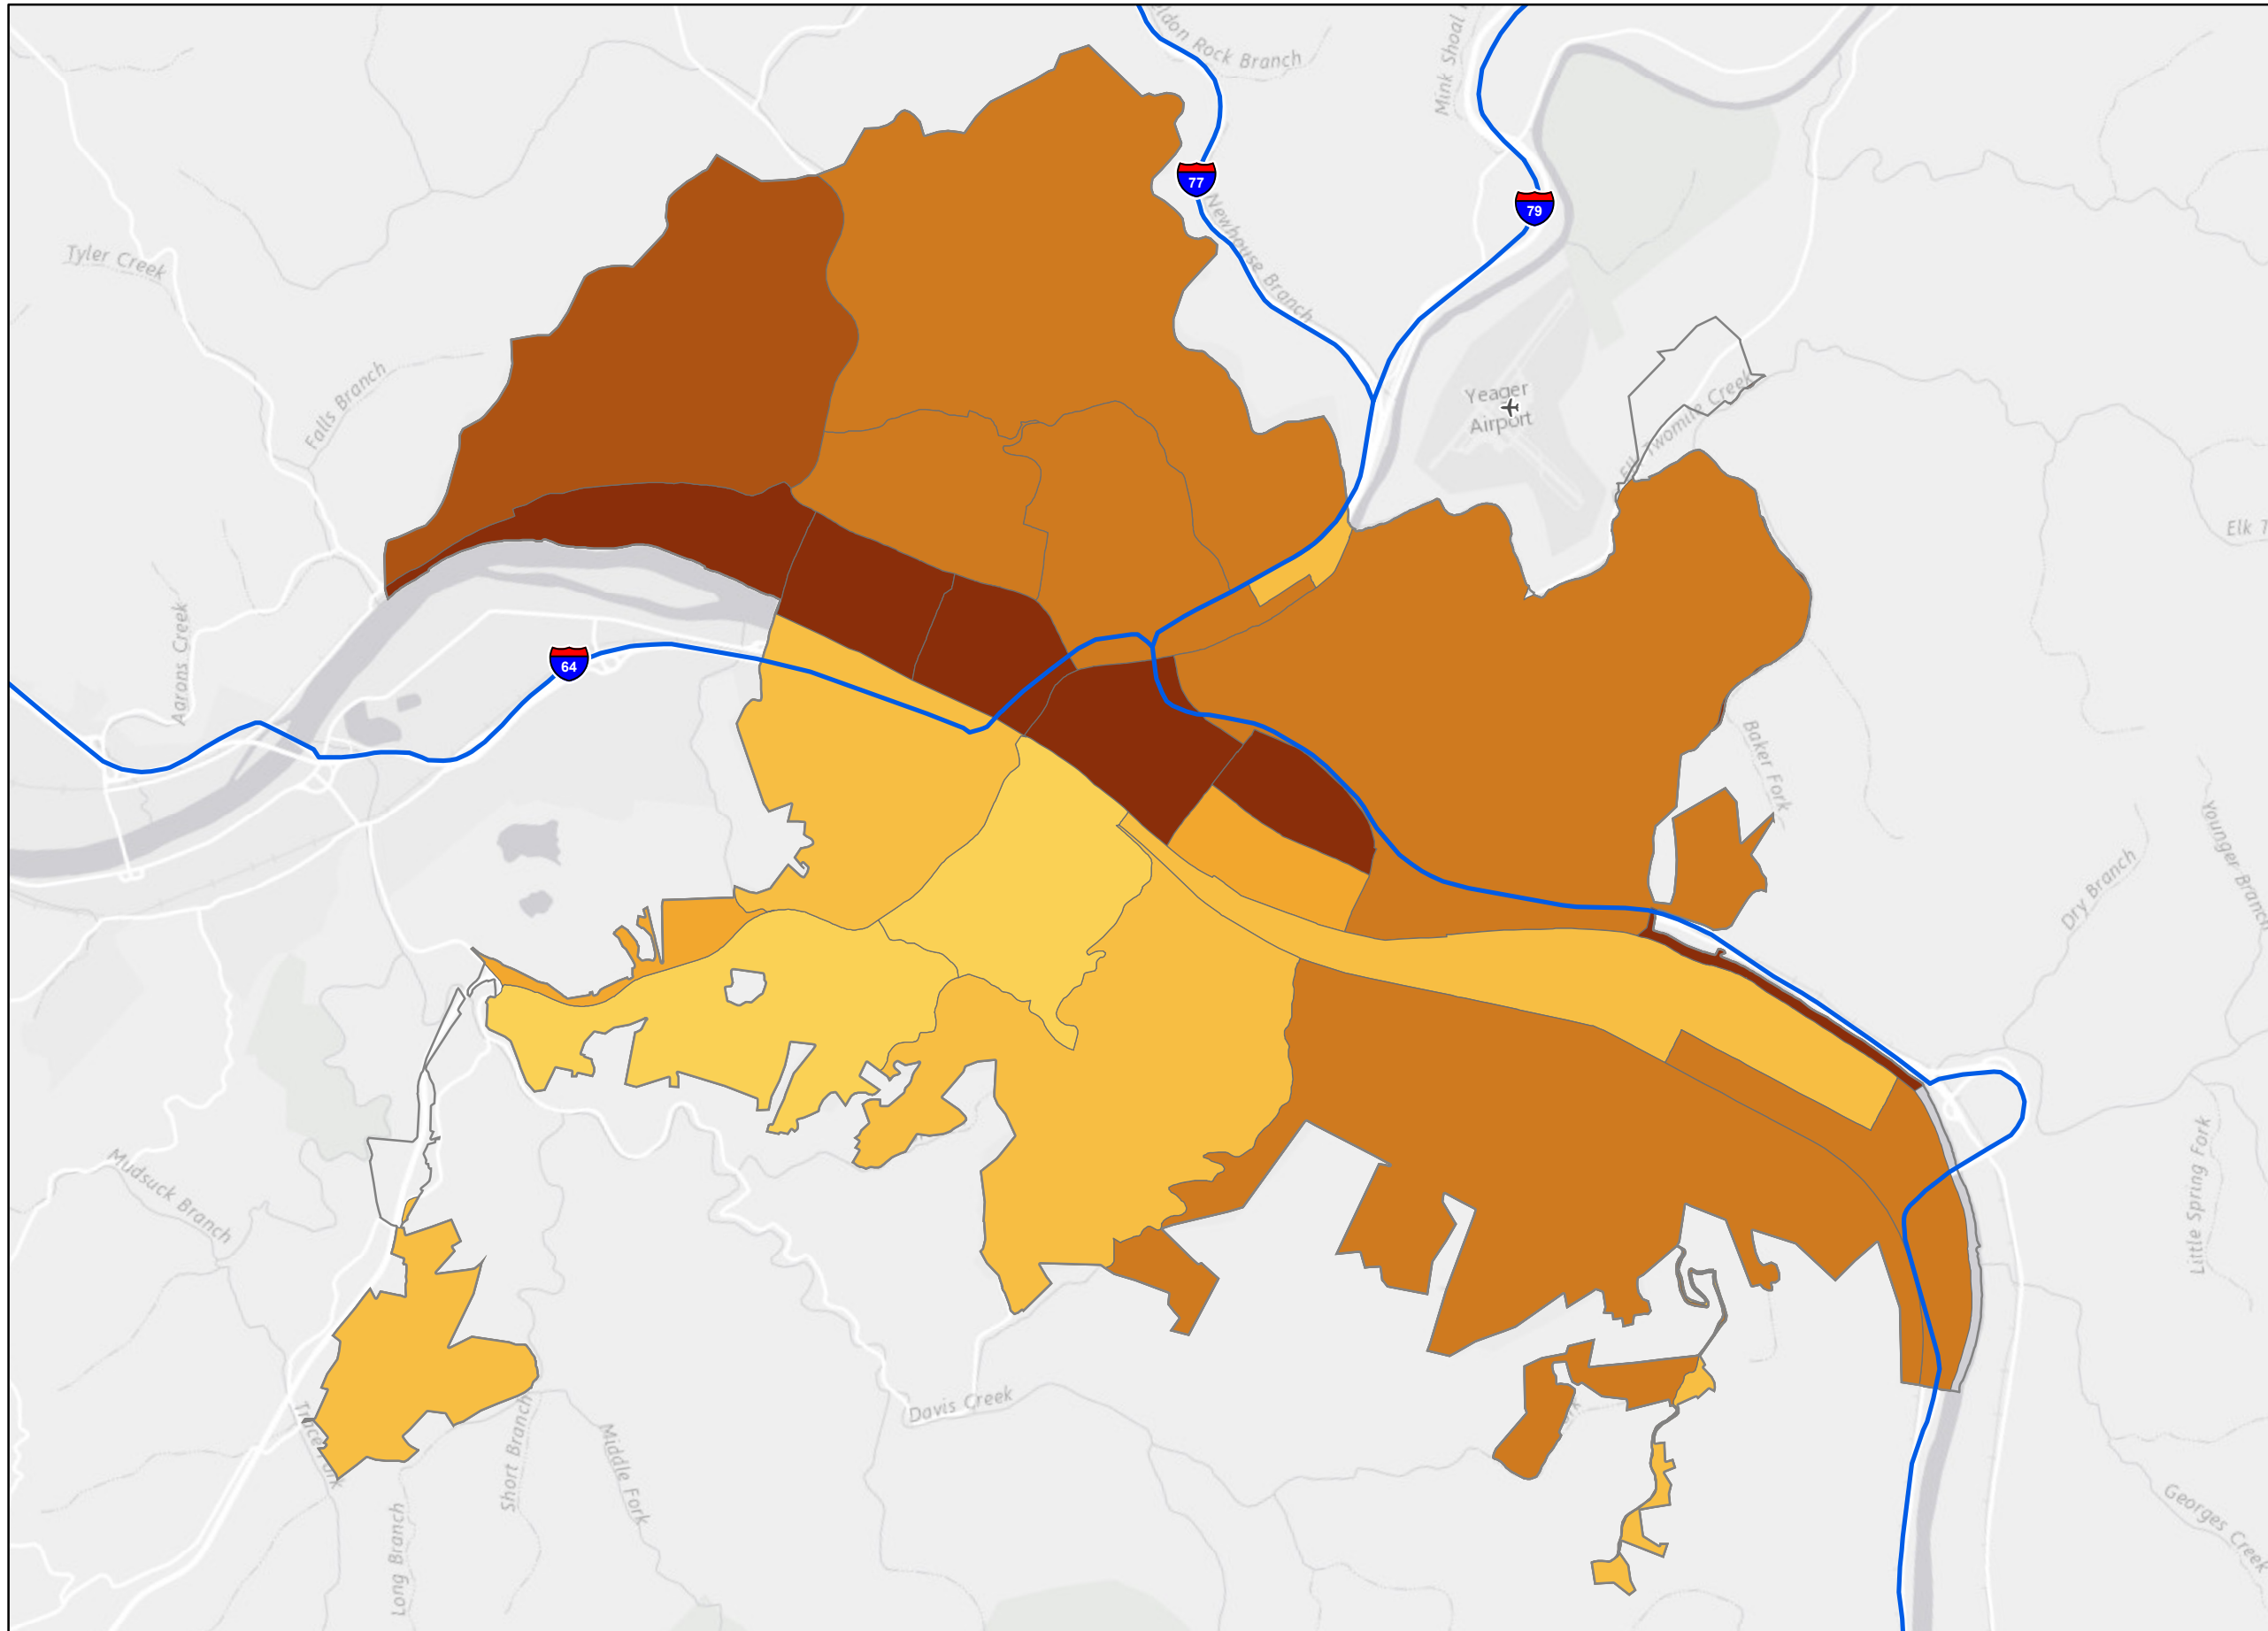 Rock Branch
Mink Shoal
77
79
Newhouse Branch
Tyler Creek
Falls Branch
Yeager
Airport
Twomile Creek
Elk
Aarons Creek
64
Baker Fork
Younger Branch
Dry Branch
Mudsuck Branch
Little Spring Fork
Davis Creek
Short Branch
Middle Fork
Long Branch
Georges Creek